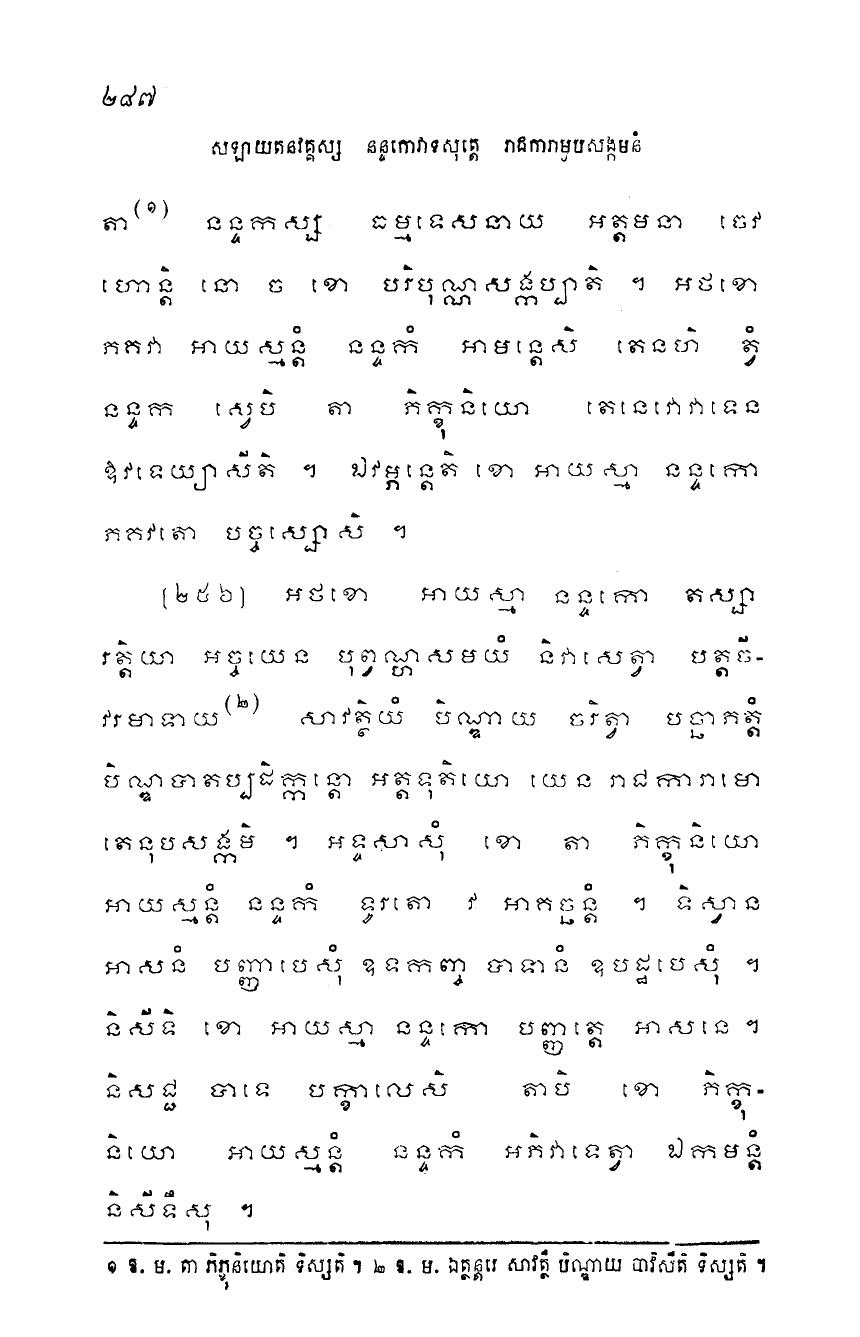 ២៤៧
សឡាយតនវគ្គស្ស នន្ទកោវាទសុត្តេ រាជការាមូបសង្កមនំ
តា(១) នន្ទកស្ស ធម្មទេសនាយ អត្តមនា ចេវ
ហោន្តិ នោ ច ខោ បរិបុណ្ណសង្កប្បាតិ ។ អថខោ
ភគវា អាយស្មន្តំ នន្ទកំ អាមន្តេសិ តេនហិ ត្វំ
នន្ទក ស្វេបិ តា ភិក្ខុនិយោ តេនេវោវាទេន
ឱវទេយ្យាសីតិ ។ ឯវម្ភន្តេតិ ខោ អាយស្មា នន្ទកោ
ភគវតោ បច្ចស្សោសិ ។
[២៥៦] អថខោ អាយស្មា នន្ទកោ តស្សា
រត្តិយា អច្ចយេន បុព្វណ្ហសមយំ និវាសេត្វា បត្តចី-
វរមាទាយ(២) សាវត្ថិយំ បិណ្ឌាយ ចរិត្វា បច្ឆាភត្តំ
បិណ្ឌបាតប្បដិក្កន្តោ អត្តទុតិយោ យេន រាជការាមោ
តេនុបសង្កមិ ។ អទ្ទសាសុំ ខោ តា ភិក្ខុនិយោ
អាយស្មន្តំ នន្ទកំ ទូរតោ វ អាគច្ឆន្តំ ។ ទិស្វាន
អាសនំ បញ្ញាបេសុំ ឧទកញ្ច បាទានំ ឧបដ្ឋបេសុំ ។
និសីទិ ខោ អាយស្មា នន្ទកោ បញ្ញត្តេ អាសនេ ។
និសជ្ជ បាទេ បក្ខាលេសិ តាបិ ខោ ភិក្ខុ-
និយោ អាយស្មន្តំ នន្ទកំ អភិវាទេត្វា ឯកមន្តំ
និសីទឹសុ ។
១ ឱ. ម. តា ភិក្ខុនិយោតិ ទិស្សតិ ។ ២ ឱ. ម. ឯត្ថន្តរេ សាវត្ថឹ បិណ្ឌាយ បាវិសីតិ ទិស្សតិ ។